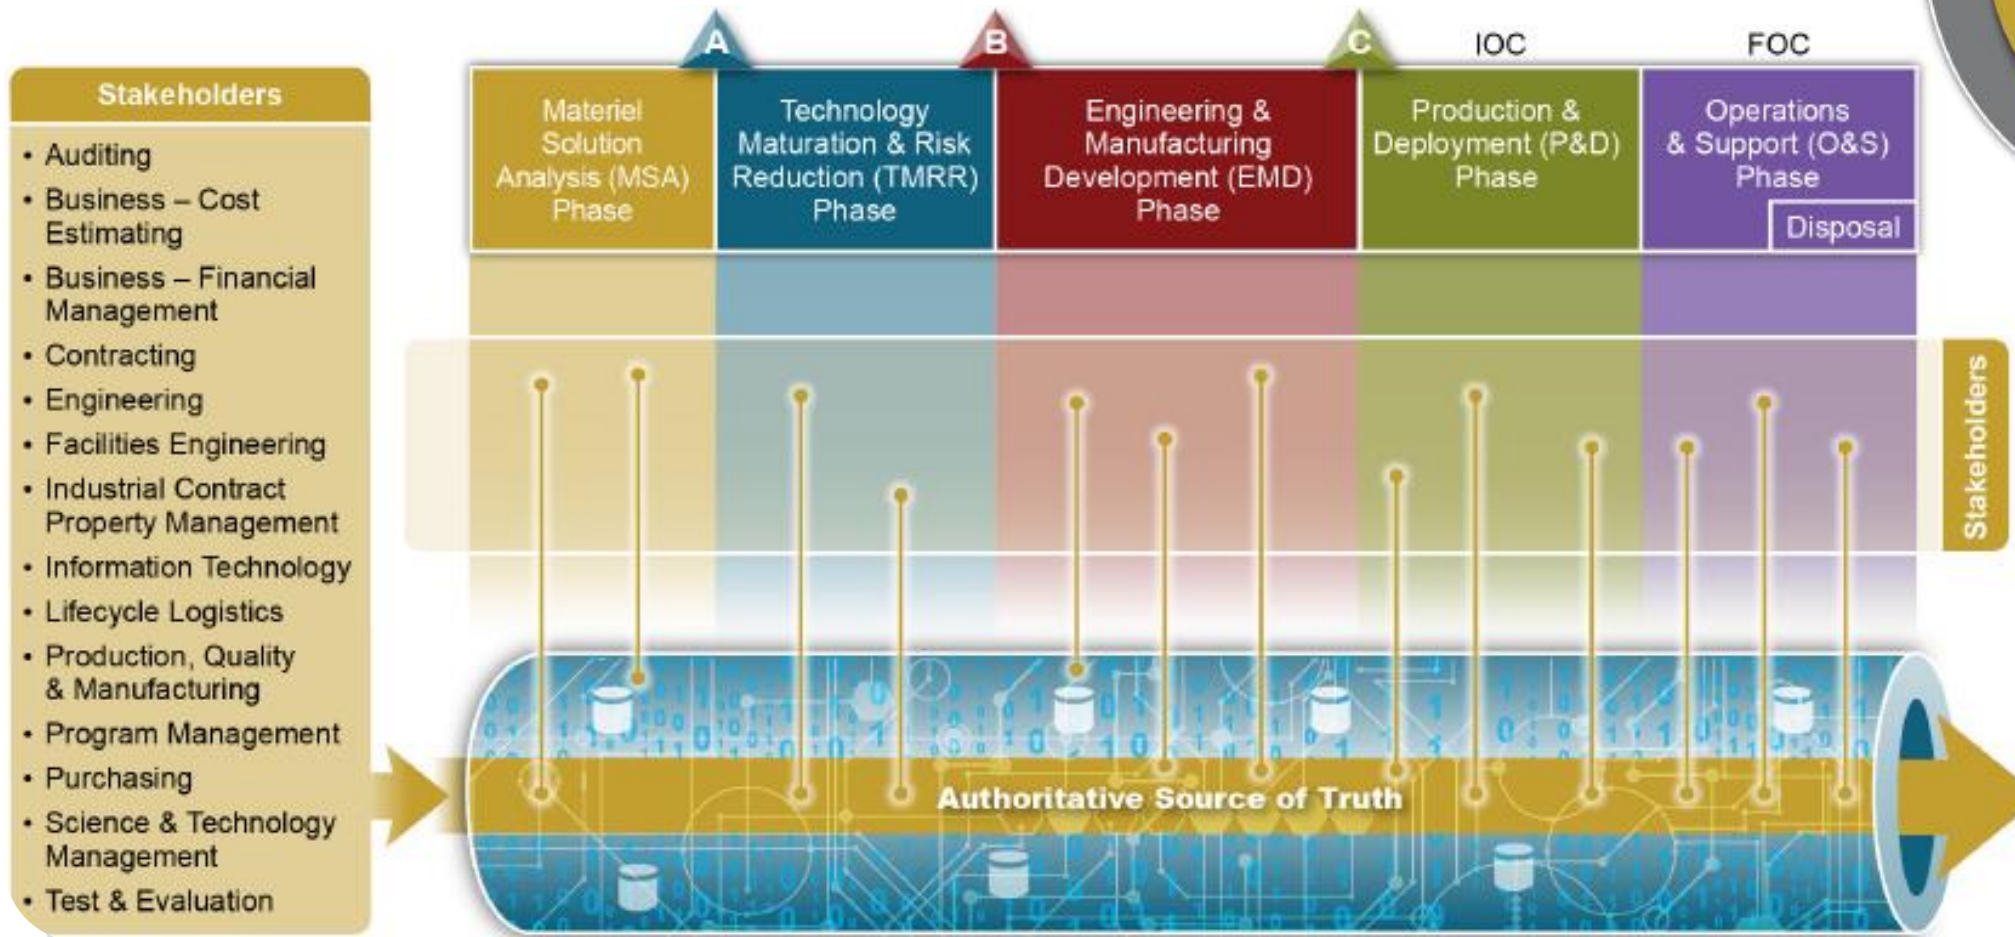 Stakeholders
• Auditing
• Business – Cost
Estimating
• Business – Financial
Management
• Contracting
• Engineering
• Facilities Engineering
• Industrial Contract
Property Management
• Information Technology
• Lifecycle Logistics
• Production, Quality
& Manufacturing
• Program Management
• Purchasing
• Science & Technology
Management
• Test & Evaluation
A
B
C
IOC
FOC
Materiel
Solution
Analysis (MSA)
Phase
Technology
Maturation & Risk
Reduction (TMRR)
Phase
Engineering &
Manufacturing
Development (EMD)
Phase
Production &
Deployment (P&D)
Phase
Operations
& Support (O&S)
Phase
Disposal
Stakeholders
Authoritative Source of Truth